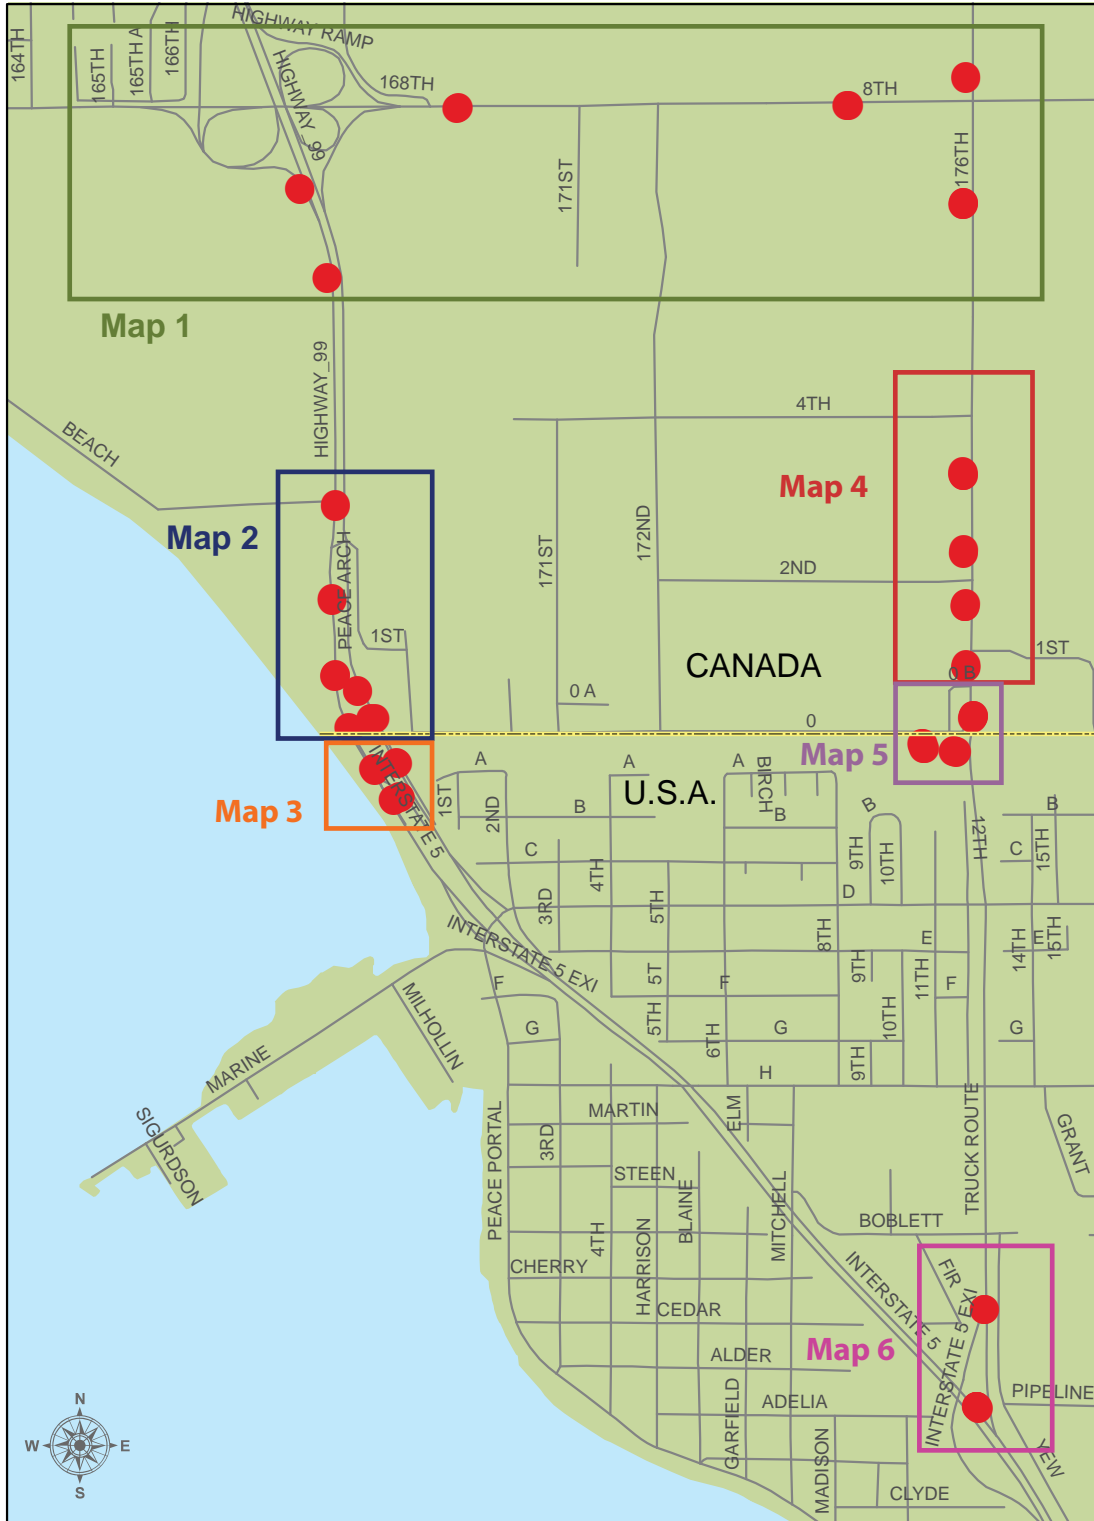 HIGHWAY RAMP
164TH
165TH
165TH A
166TH
HIGHWAY_99
168TH
8TH
176TH
171ST
Map 1
HIGHWAY_99
BEACH
4TH
Map 4
Map 2
PEACE ARCH
171ST
172ND
2ND
1ST
1ST
CANADA
0 A
0 B
0
Map 5
INTERSTATE 5
A
A
A
BIRCH
U.S.A.
Map 3
1ST
2ND
B
B
B
B
12TH
C
C
4TH
9TH
10TH
15TH
D
3RD
5TH
8TH
E
E
INTERSTATE 5 EXI
14TH
15TH
5T
9TH
11TH
F
F
F
MILHOLLIN
G
5TH
6TH
G
10TH
G
9TH
MARINE
H
SIGURDSON
PEACE PORTAL
3RD
MARTIN
ELM
TRUCK ROUTE
GRANT
STEEN
4TH
HARRISON
BLAINE
MITCHELL
BOBLETT
CHERRY
INTERSTATE 5
FIR
CEDAR
INTERSTATE 5 EXI
Map 6
ALDER
GARFIELD
ADELIA
PIPELINE
MADISON
YEW
CLYDE
N
W
E
S